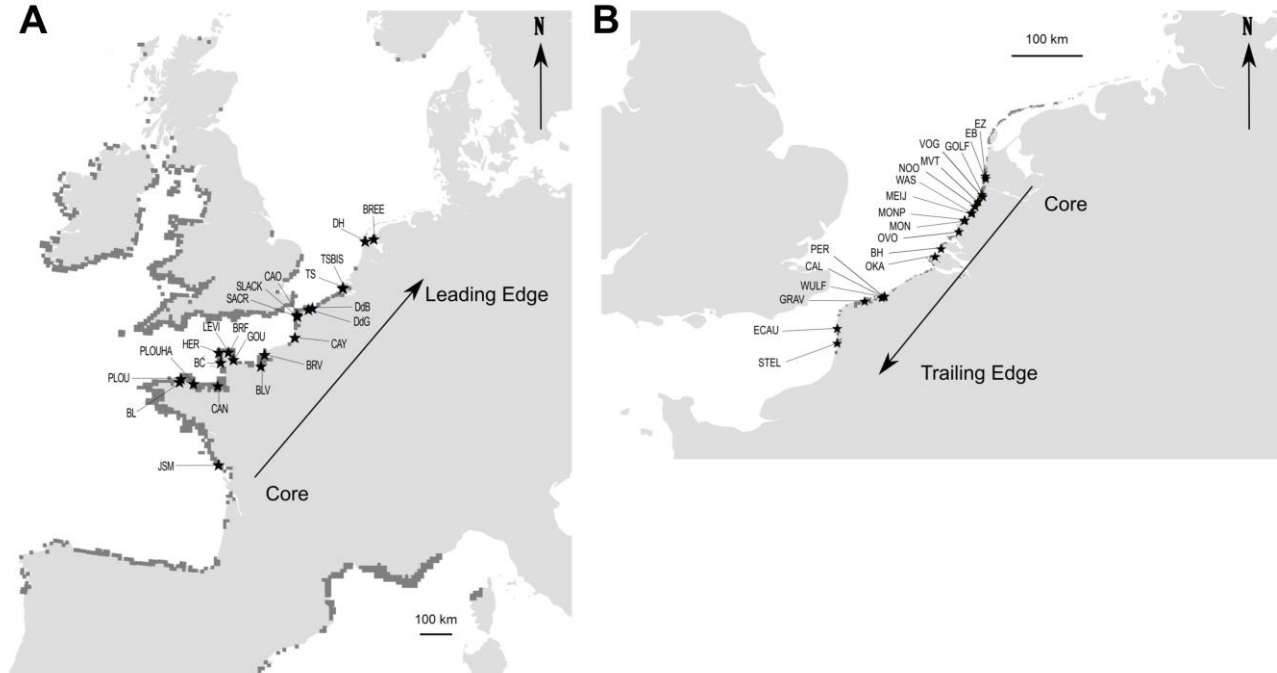 A
N
BREE
DH
TSBIS
TS
CAO
SLACK
SACR
DdB
DdG
Leading Edge
LEVI
BRF
HER
GOU
CAY
PLOUHA
BC
BRV
PLOU
BLV
BL
CAN
JSM
Core
100 km
B
100 km
N
EZ
EB
GOLF
VOG
MVT
NOO
WAS
MEIJ
MONP
MON
OVO
BH
OKA
Core
PER
CAL
WULF
GRAV
ECAU
STEL
Trailing Edge